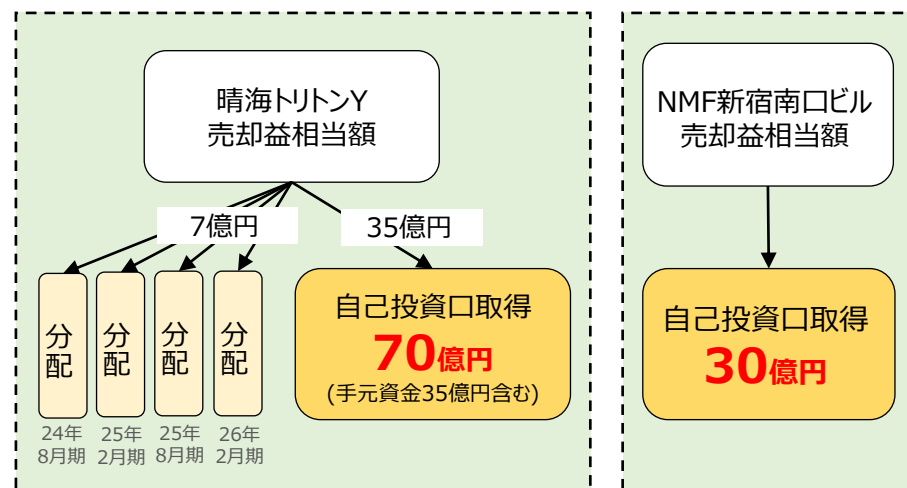 晴海トリトンY
売却益相当額
7億円
35億円
分配
分配
分配
分配
24年
8月期
25年
2月期
25年
8月期
26年
2月期
自己投資口取得
70億円
(手元資金35億円含む)
NMF新宿南口ビル
売却益相当額
自己投資口取得
30億円